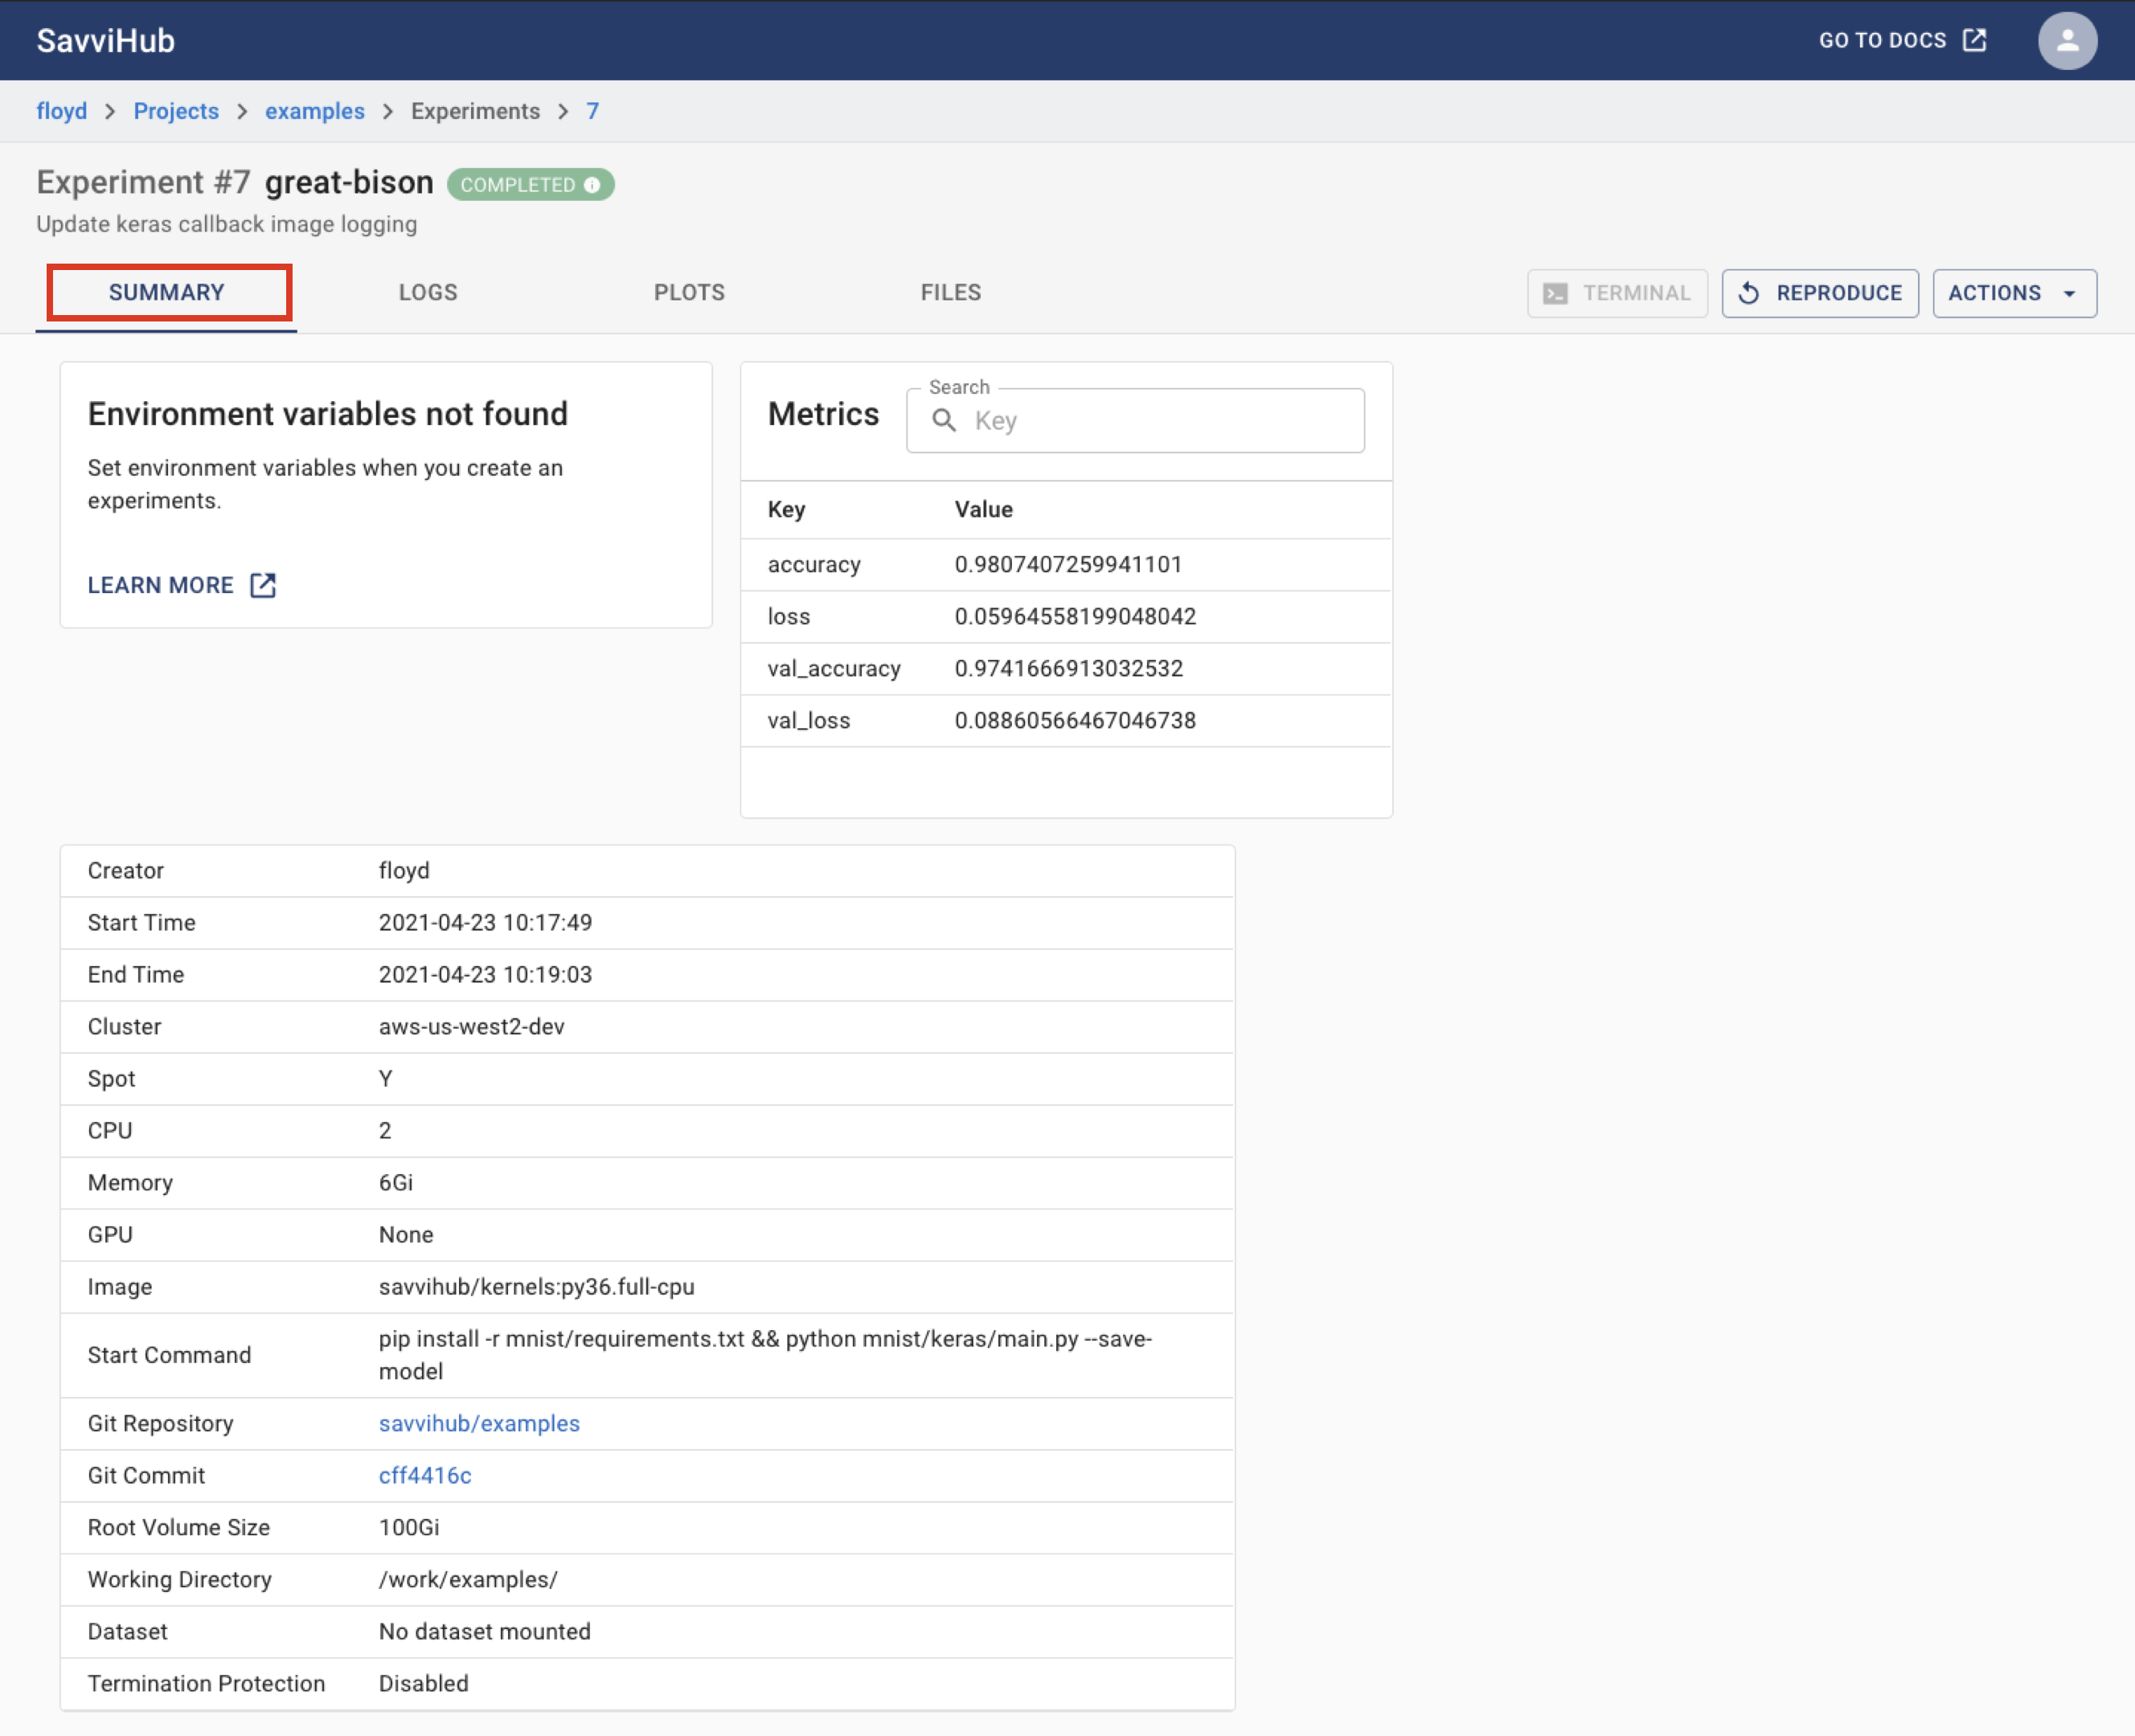 SavviHub
GO TO DOCS
floyd > Projects > examples > Experiments > 7
Experiment #7 great-bison COMPLETED
Update keras callback image logging
SUMMARY LOGS PLOTS FILES TERMINAL REPRODUCE ACTIONS
Environment variables not found
Set environment variables when you create an
experiments.
LEARN MORE
Metrics
Search
Key
Key Value
accuracy 0.9807407259941101
loss 0.05964558199048042
val_accuracy 0.9741666913032532
val_loss 0.08860566467046738
Creator floyd
Start Time 2021-04-23 10:17:49
End Time 2021-04-23 10:19:03
Cluster aws-us-west2-dev
Spot Y
CPU 2
Memory 6Gi
GPU None
Image savvihub/kernels:py36.full-cpu
Start Command pip install -r mnist/requirements.txt && python mnist/keras/main.py --save-
model
Git Repository savvihub/examples
Git Commit cff4416c
Root Volume Size 100Gi
Working Directory /work/examples/
Dataset No dataset mounted
Termination Protection Disabled